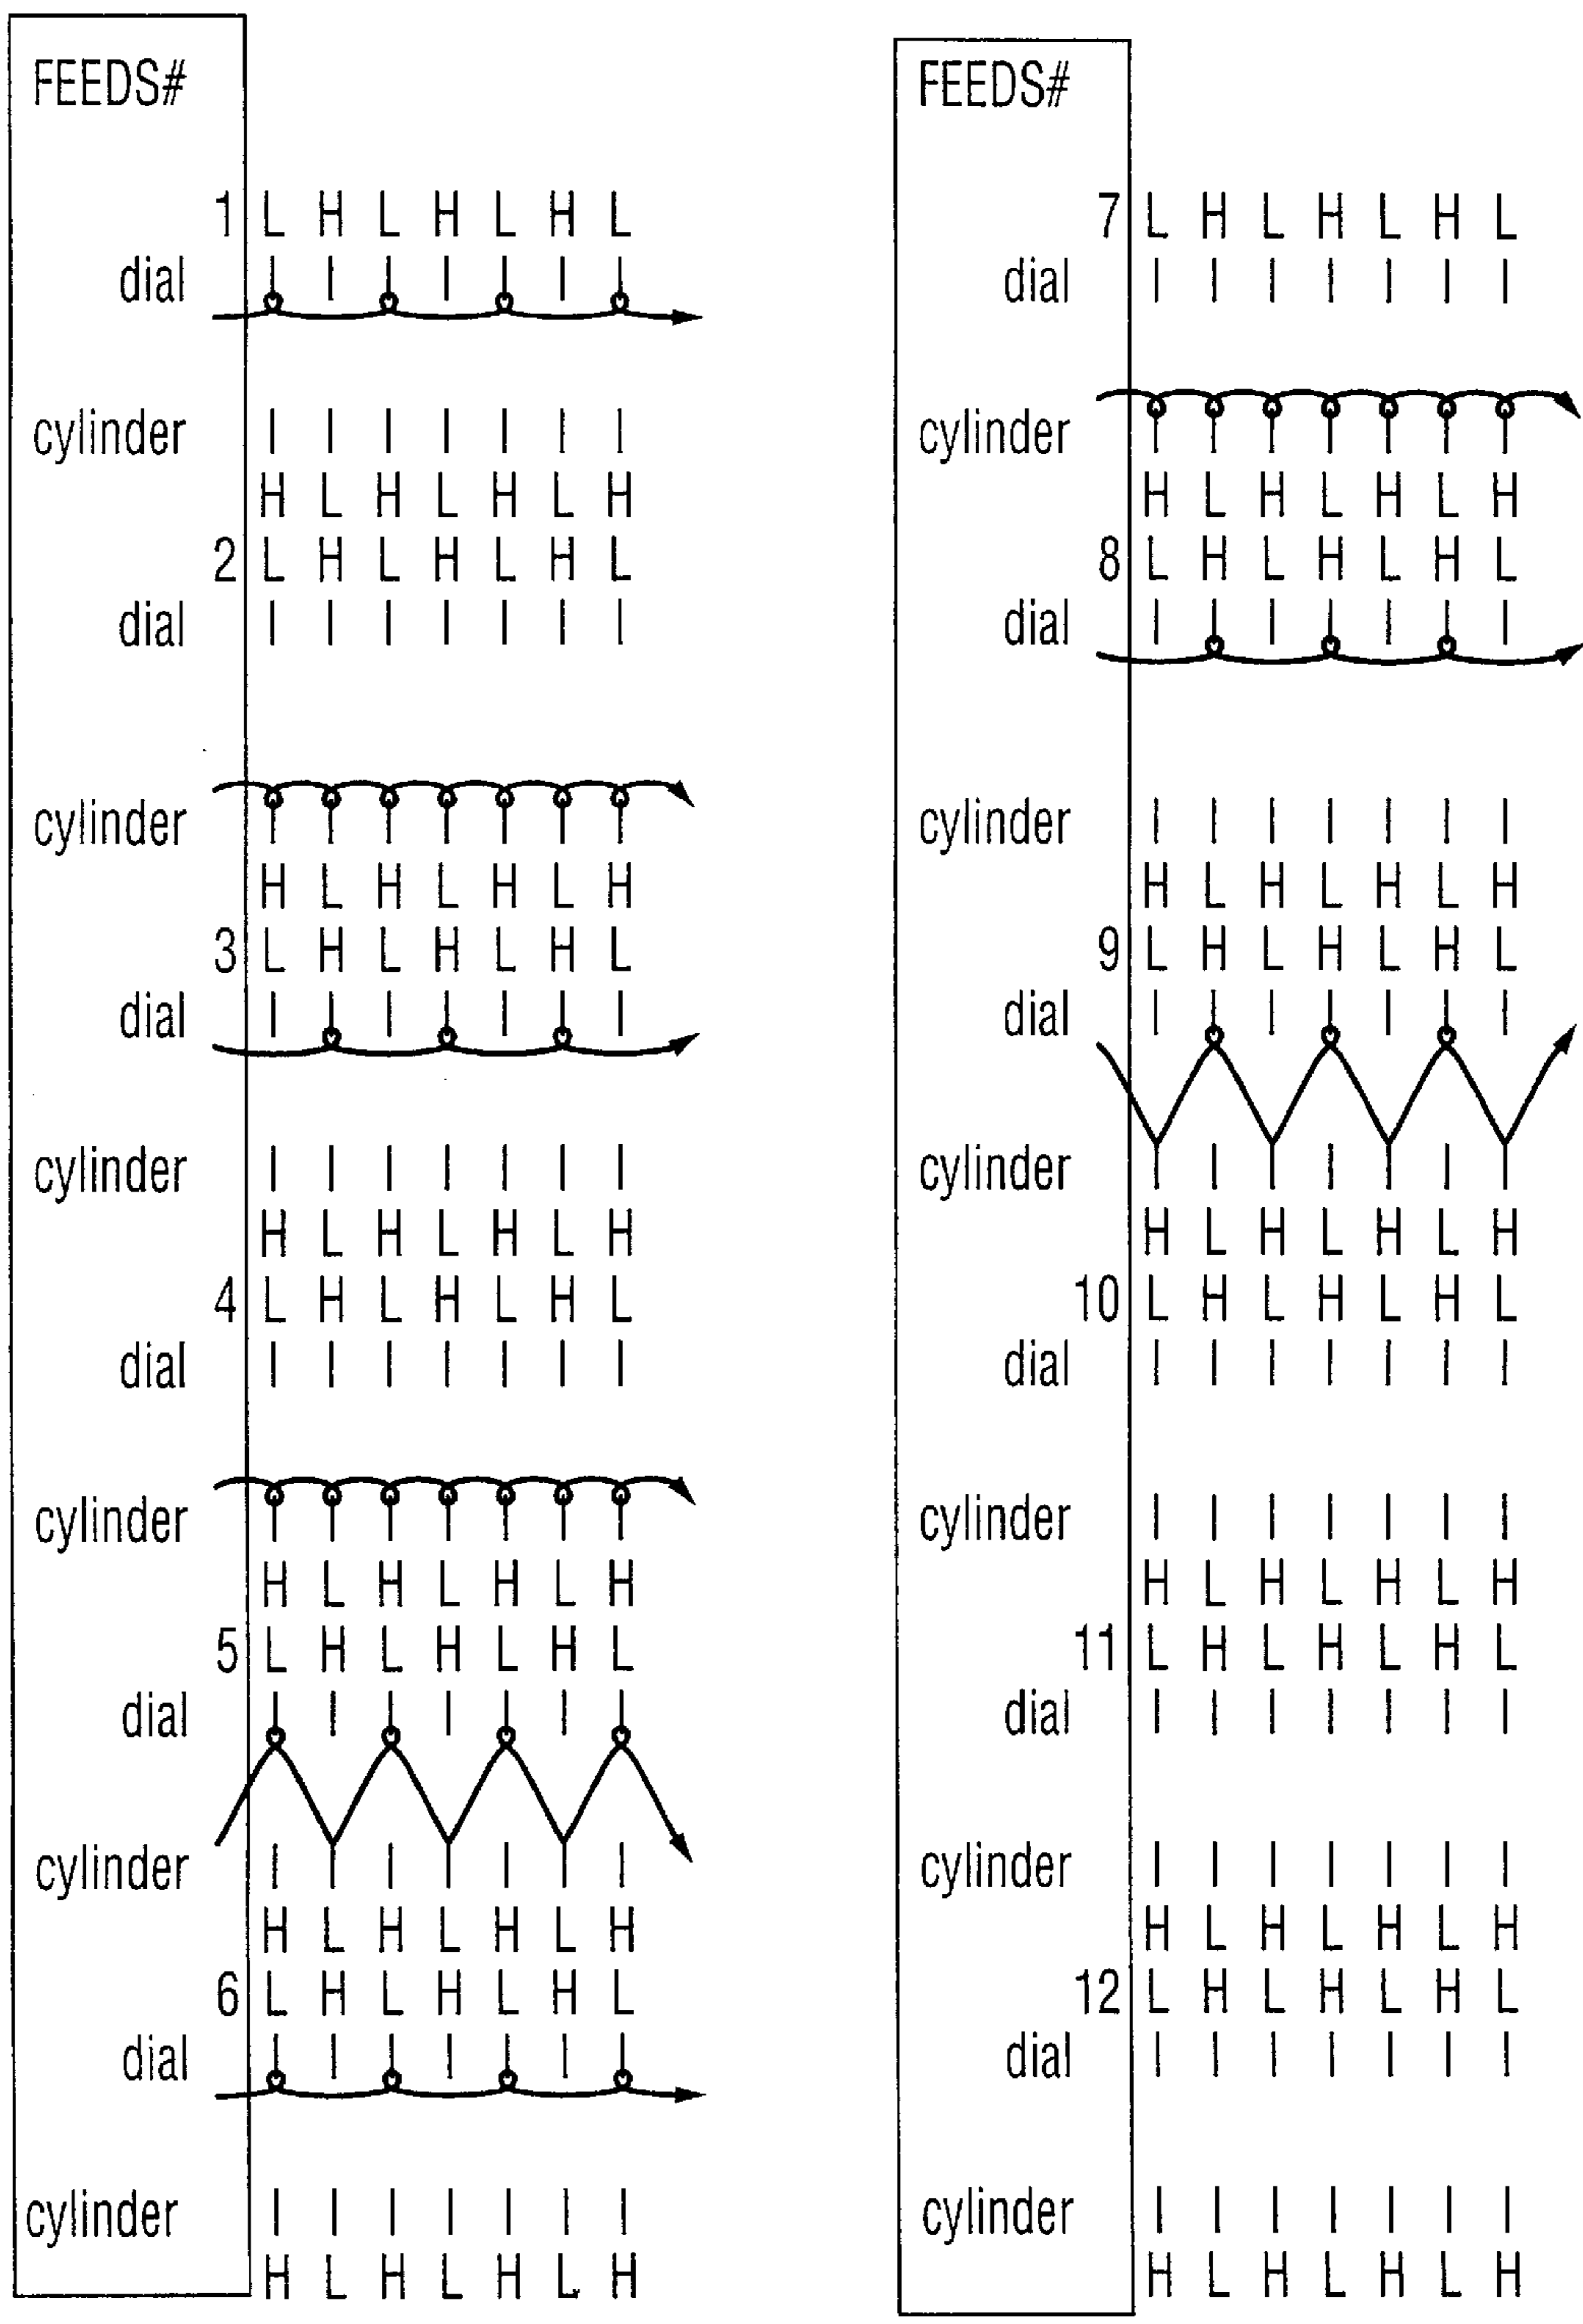 FEEDS#
1 L H L H L H L
dial
cylinder
H L H L H L H
2 L H L H L H L
dial
cylinder
H L H L H L H
3 L H L H L H L
dial
cylinder
H L H L H L H
4 L H L H L H L
dial
cylinder
H L H L H L H
5 L H L H L H L
dial
cylinder
H L H L H L H
6 L H L H L H L
dial
cylinder
H L H L H L H
FEEDS#
7 L H L H L H L
dial
cylinder
H L H L H L H
8 L H L H L H L
dial
cylinder
H L H L H L H
9 L H L H L H L
dial
cylinder
H L H L H L H
10 L H L H L H L
dial
cylinder
H L H L H L H
11 L H L H L H L
dial
cylinder
H L H L H L H
12 L H L H L H L
dial
cylinder
H L H L H L H